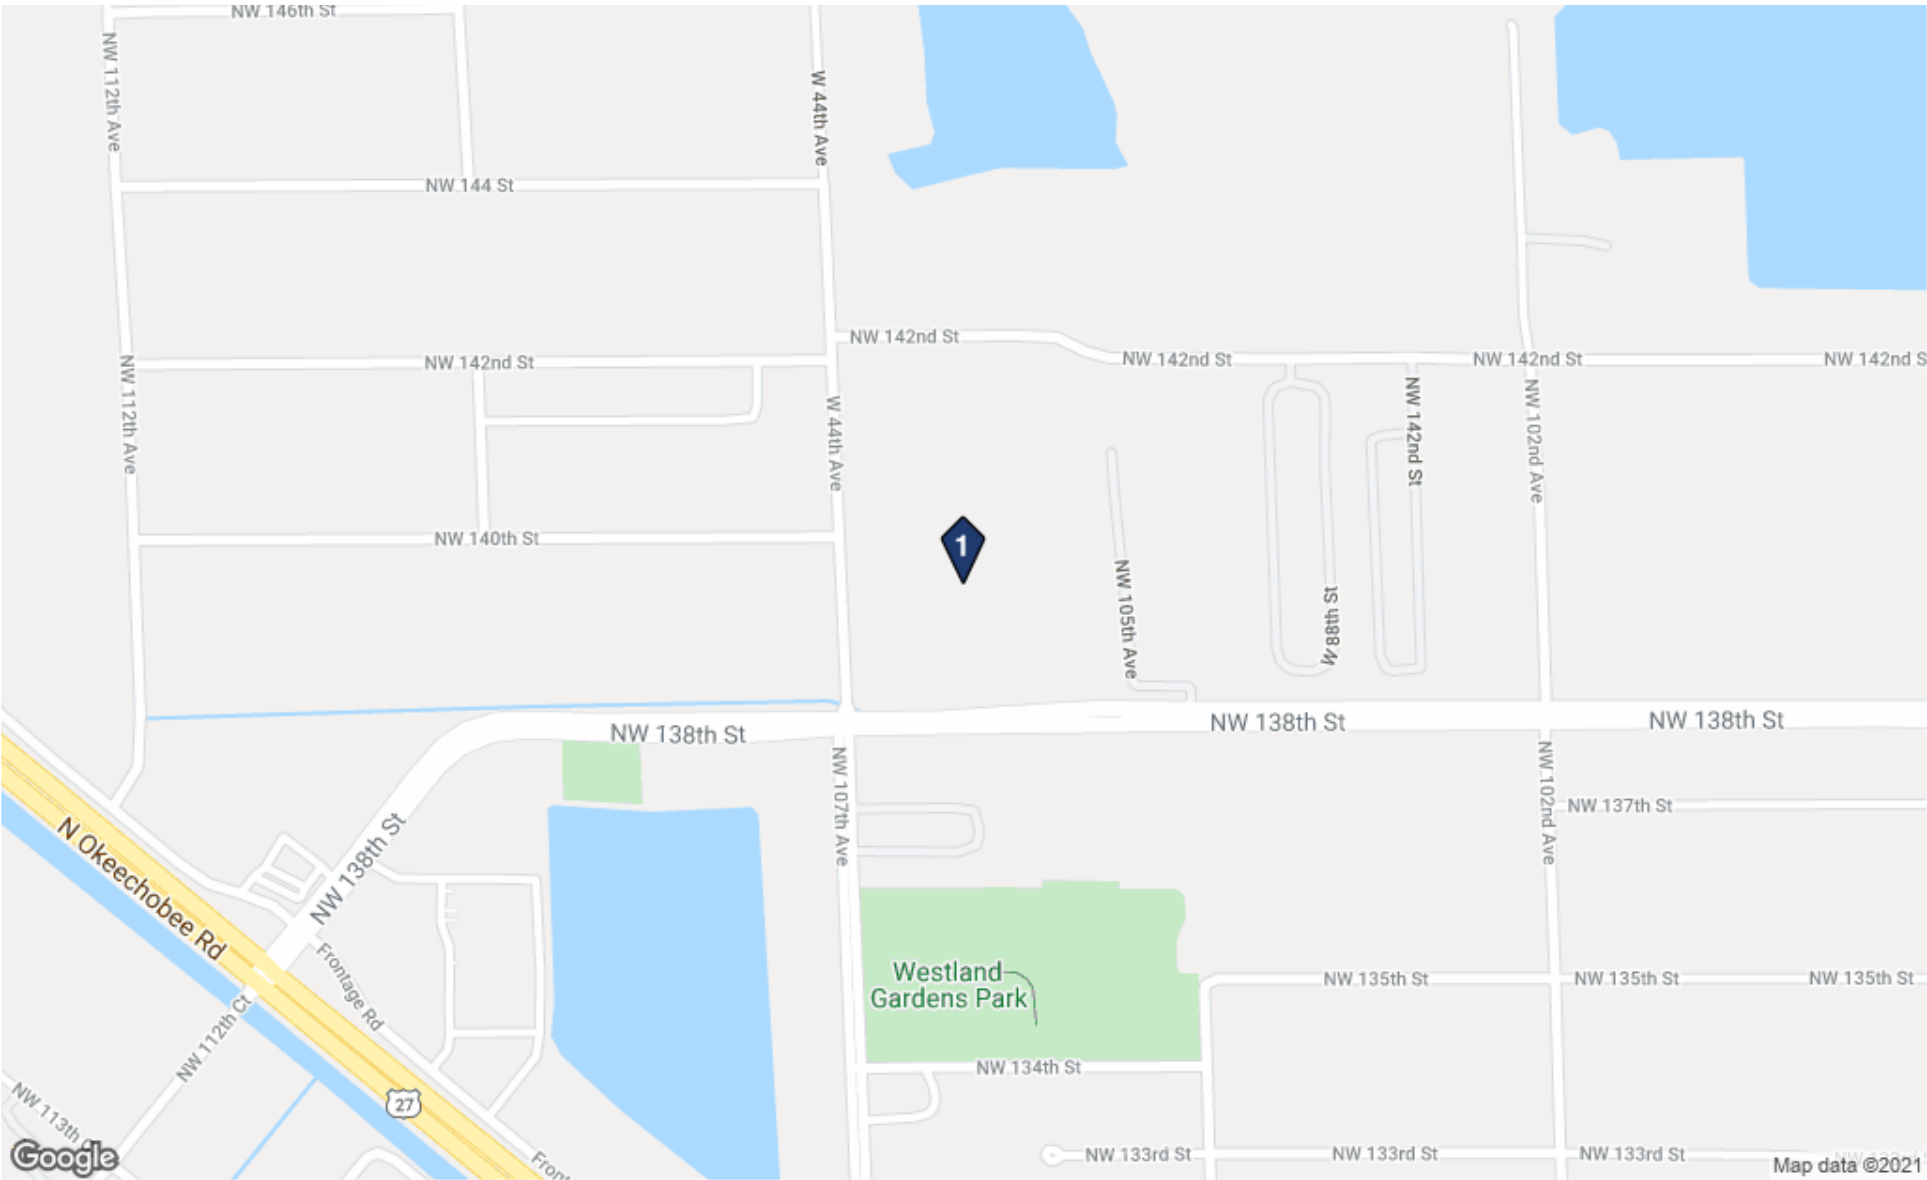 NW 146th St
NW 112th Ave
W 44th Ave
NW 144 St
NW 142nd St
NW 142nd St
NW 142nd St
NW 142nd S
NW 142nd St
NW 112th Ave
W 44th Ave
NW 142nd St
NW 102nd Ave
NW 140th St
1
NW 105th Ave
W 88th St
NW 138th St
NW 138th St
NW 138th St
NW 107th Ave
NW 102nd Ave
NW 137th St
N Okeechobee Rd
NW 138th St
Frontage Rd
Westland
Gardens Park
NW 135th St
NW 135th St
NW 135th St
NW 112th Ct
NW 134th St
27
NW 113th
Google
Fron
NW 133rd St
NW 133rd St
NW 133rd St
Map data ©2021